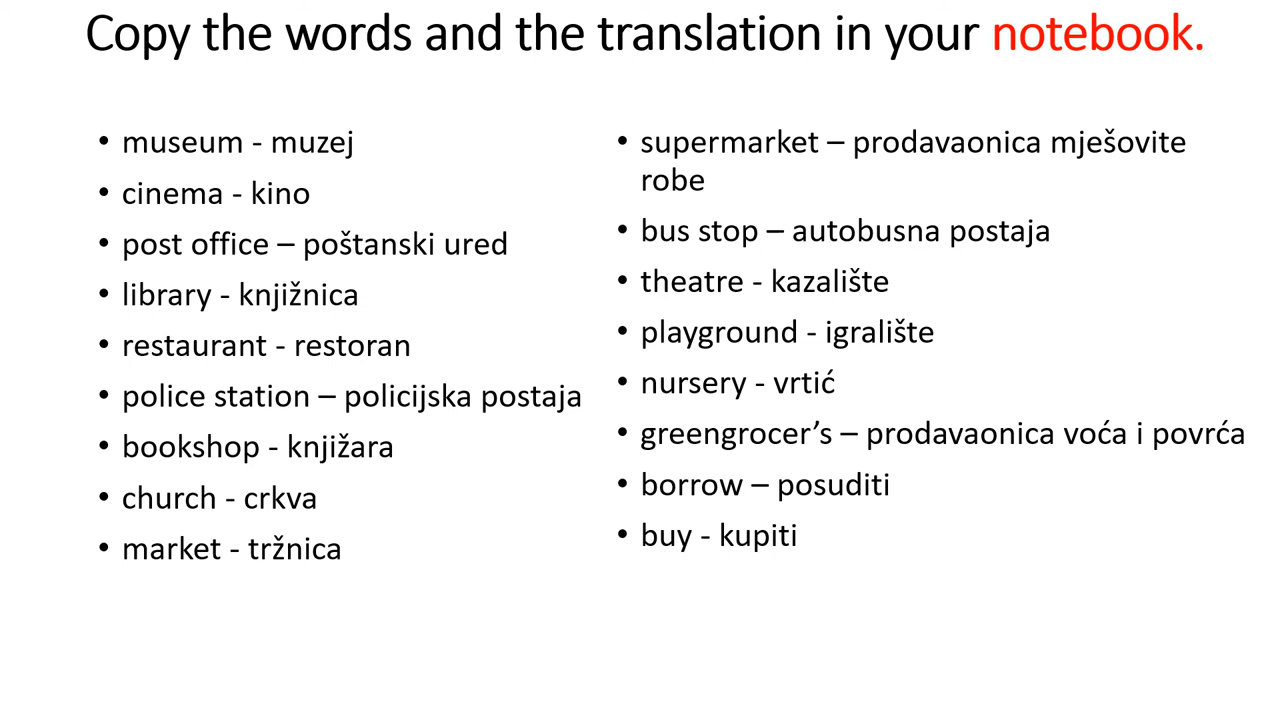 Copy the words and the translation in your notebook.
• museum - muzej
• cinema - kino
• post office – poštanski ured
• library - knjižnica
• restaurant - restoran
• police station – policijska postaja
• bookshop - knjižara
• church - crkva
• market - tržnica
• supermarket – prodavaonica mješovite
robe
• bus stop – autobusna postaja
• theatre - kazalište
• playground - igralište
• nursery - vrtić
• greengrocer’s – prodavaonica voća i povrća
• borrow – posuditi
• buy - kupiti